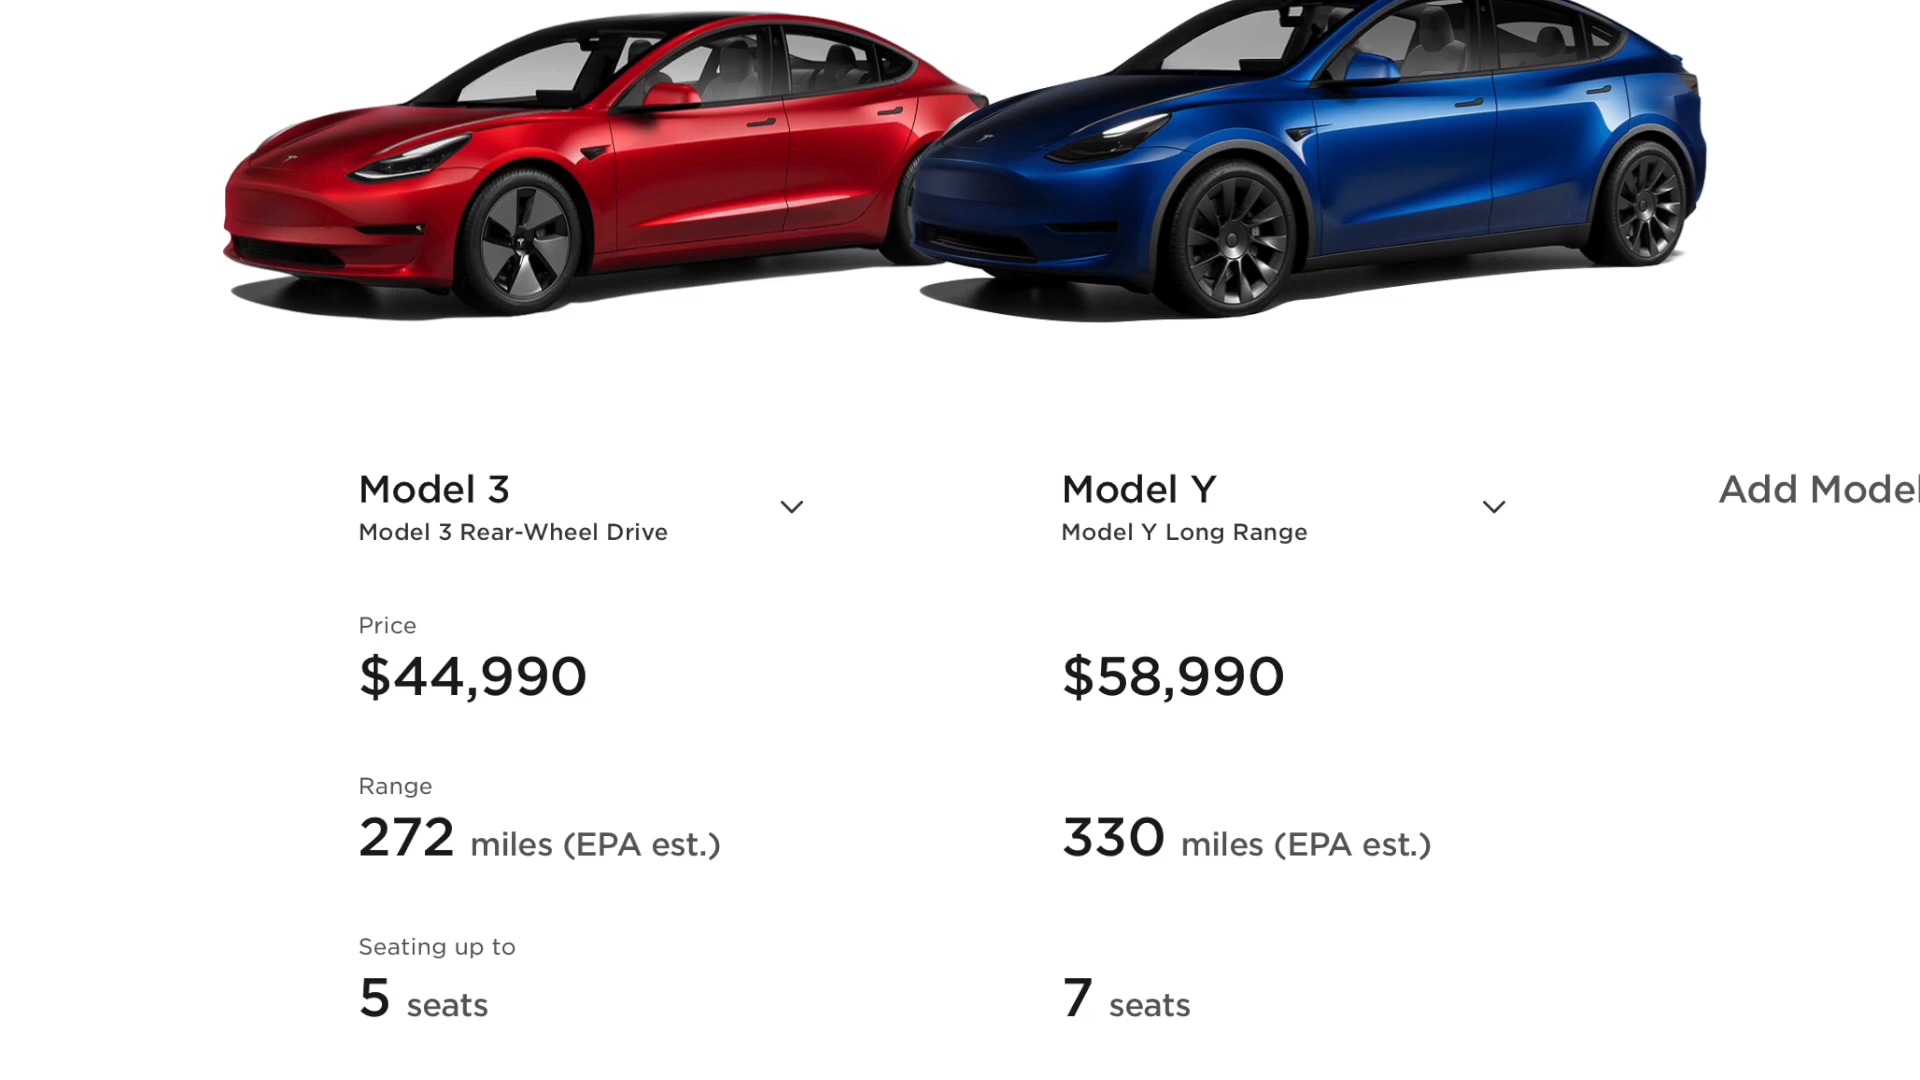 Model 3
Model 3 Rear-Wheel Drive
Model Y
Model Y Long Range
Add Model
Price
$44,990
$58,990
Range
272 miles (EPA est.)
330 miles (EPA est.)
Seating up to
5 seats
7 seats